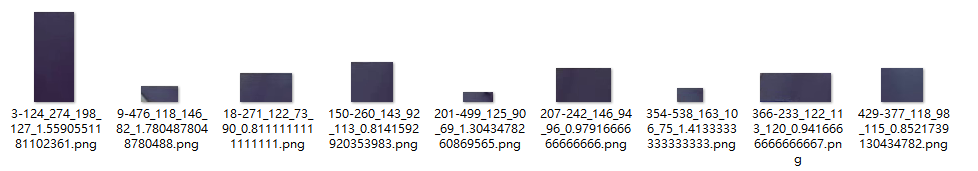 3-124_274_198_
127_1.55905511
81102361.png
9-476_118_146_
82_1.780487804
8780488.png
18-271_122_73_
90_0.811111111
1111111.png
150-260_143_92
_113_0.8141592
920353983.png
201-499_125_90
_69_1.30434782
60869565.png
207-242_146_94
_96_0.97916666
66666666.png
354-538_163_10
6_75_1.4133333
333333333.png
366-233_122_11
3_120_0.941666
6666666667.pn
g
429-377_118_98
_115_0.8521739
130434782.png